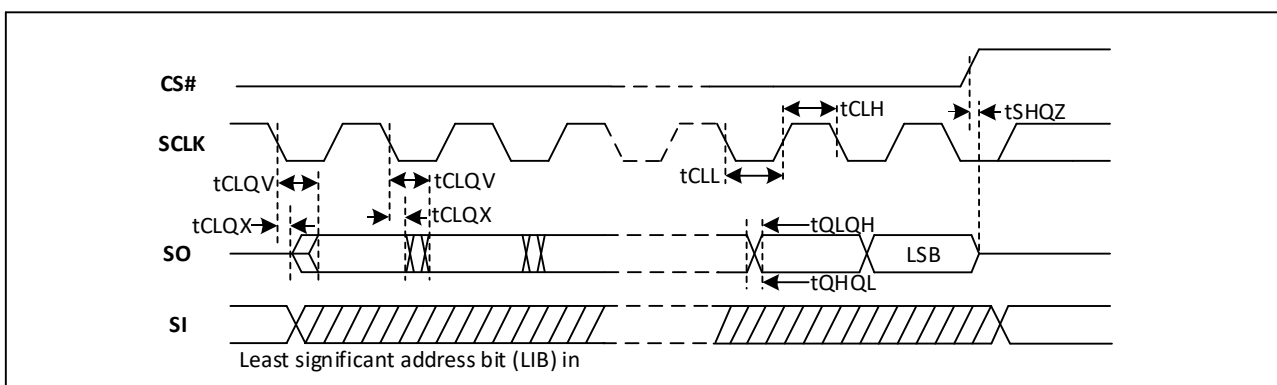 CS#
tCLH
tSHQZ
SCLK
tCLQV
tCLQV
tCLL
tCLQX
tCLQX
tQLQH
SO
LSB
tQHQL
SI
Least significant address bit (LIB) in